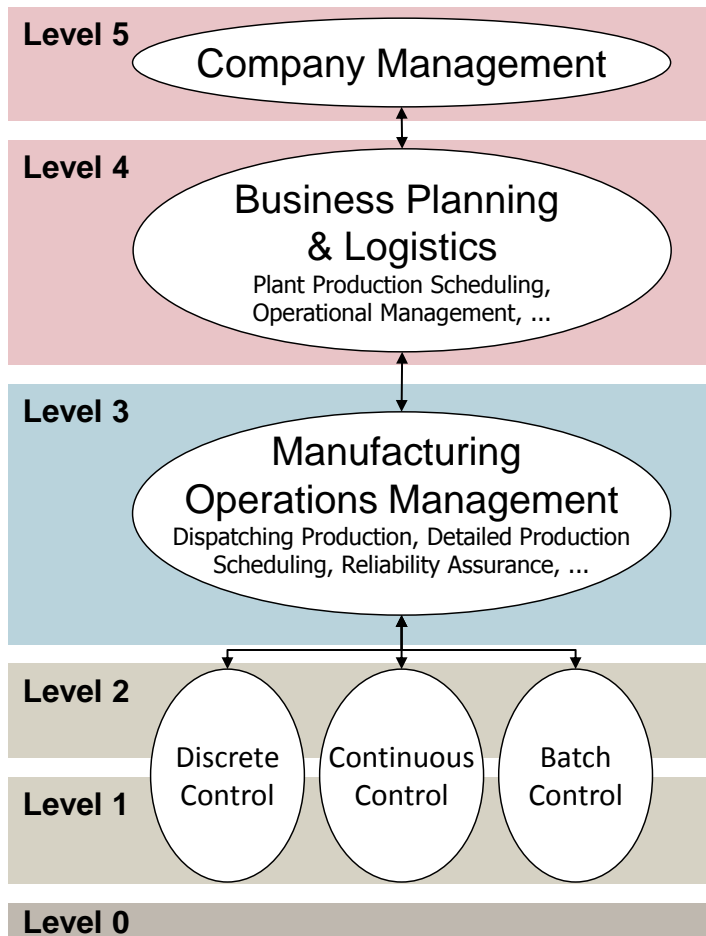 Level 5
Company Management
Level 4
Business Planning
& Logistics
Plant Production Scheduling,
Operational Management, ...
Level 3
Manufacturing
Operations Management
Dispatching Production, Detailed Production
Scheduling, Reliability Assurance, ...
Level 2
Discrete
Control
Continuous
Control
Batch
Control
Level 1
Level 0